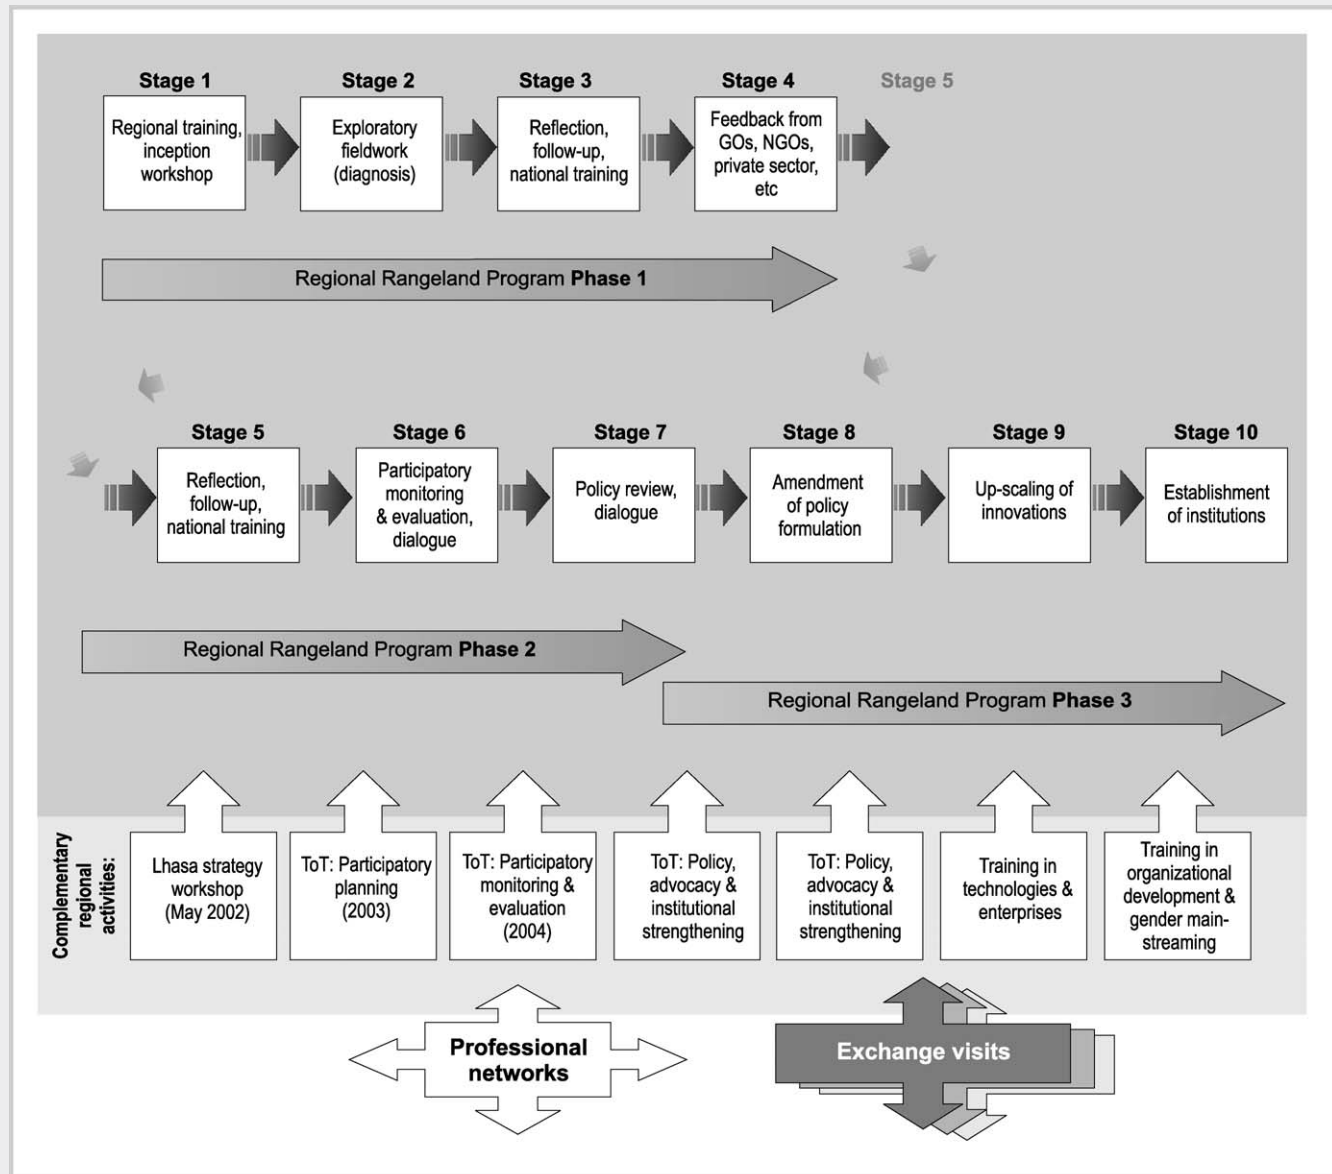 Stage 1
Regional training,
inception
workshop
Stage 2
Exploratory
fieldwork
(diagnosis)
Stage 3
Reflection,
follow-up,
national training
Stage 4
Feedback from
GOs, NGOs,
private sector,
etc
Stage 5
Regional Rangeland Program Phase 1
Stage 5
Reflection,
follow-up,
national training
Stage 6
Participatory
monitoring
& evaluation,
dialogue
Stage 7
Policy review,
dialogue
Stage 8
Amendment
of policy
formulation
Stage 9
Up-scaling of
innovations
Stage 10
Establishment
of institutions
Regional Rangeland Program Phase 2
Regional Rangeland Program Phase 3
Complementary
regional
activities:
Lhasa strategy
workshop
(May 2002)
ToT: Participatory
planning
(2003)
ToT: Participatory
monitoring &
evaluation
(2004)
ToT: Policy,
advocacy &
institutional
strengthening
ToT: Policy,
advocacy &
institutional
strengthening
Training in
technologies &
enterprises
Training in
organizational
development &
gender main-
streaming
Professional
networks
Exchange visits